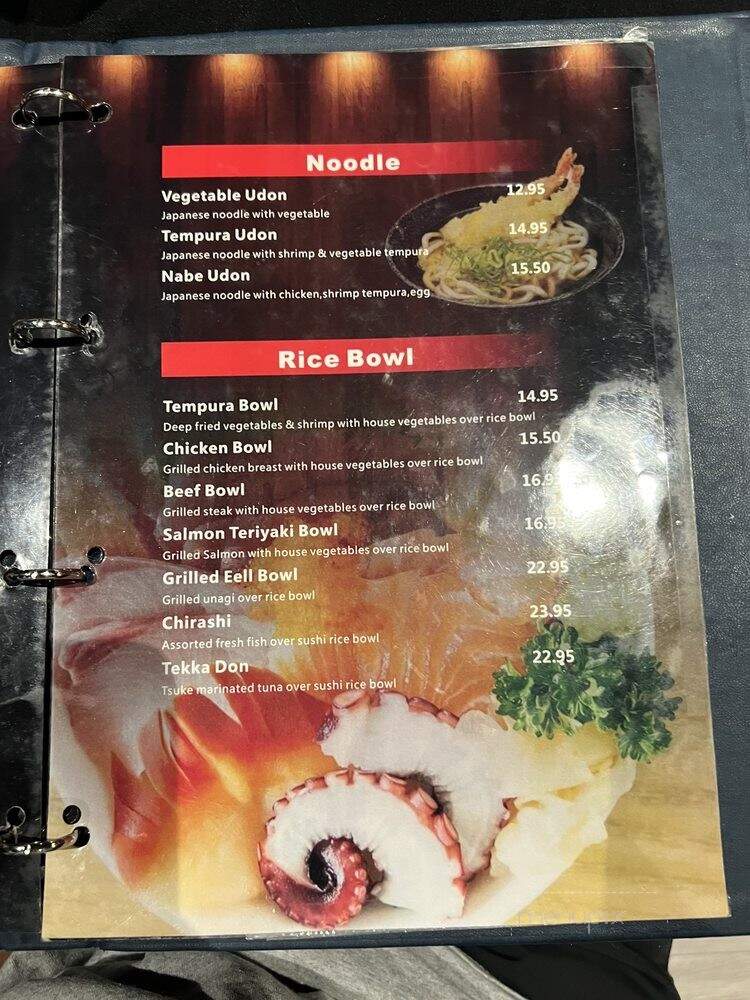 Noodle
Vegetable Udon 12.95
Japanese noodle with vegetable
Tempura Udon 14.95
Japanese noodle with shrimp & vegetable tempura
Nabe Udon 15.50
Japanese noodle with chicken,shrimp tempura,egg
Rice Bowl
Tempura Bowl 14.95
Deep fried vegetables & shrimp with house vegetables over rice bowl
Chicken Bowl 15.50
Grilled chicken breast with house vegetables over rice bowl
Beef Bowl
Grilled steak with house vegetables over rice bowl
Salmon Teriyaki Bowl 16.95
Grilled Salmon with house vegetables over rice bowl
Grilled Eell Bowl 22.95
Grilled unagi over rice bowl
Chirashi 23.95
Assorted fresh fish over sushi rice bowl
Tekka Don 22.95
Tsuke marinated tuna over sushi rice bowl